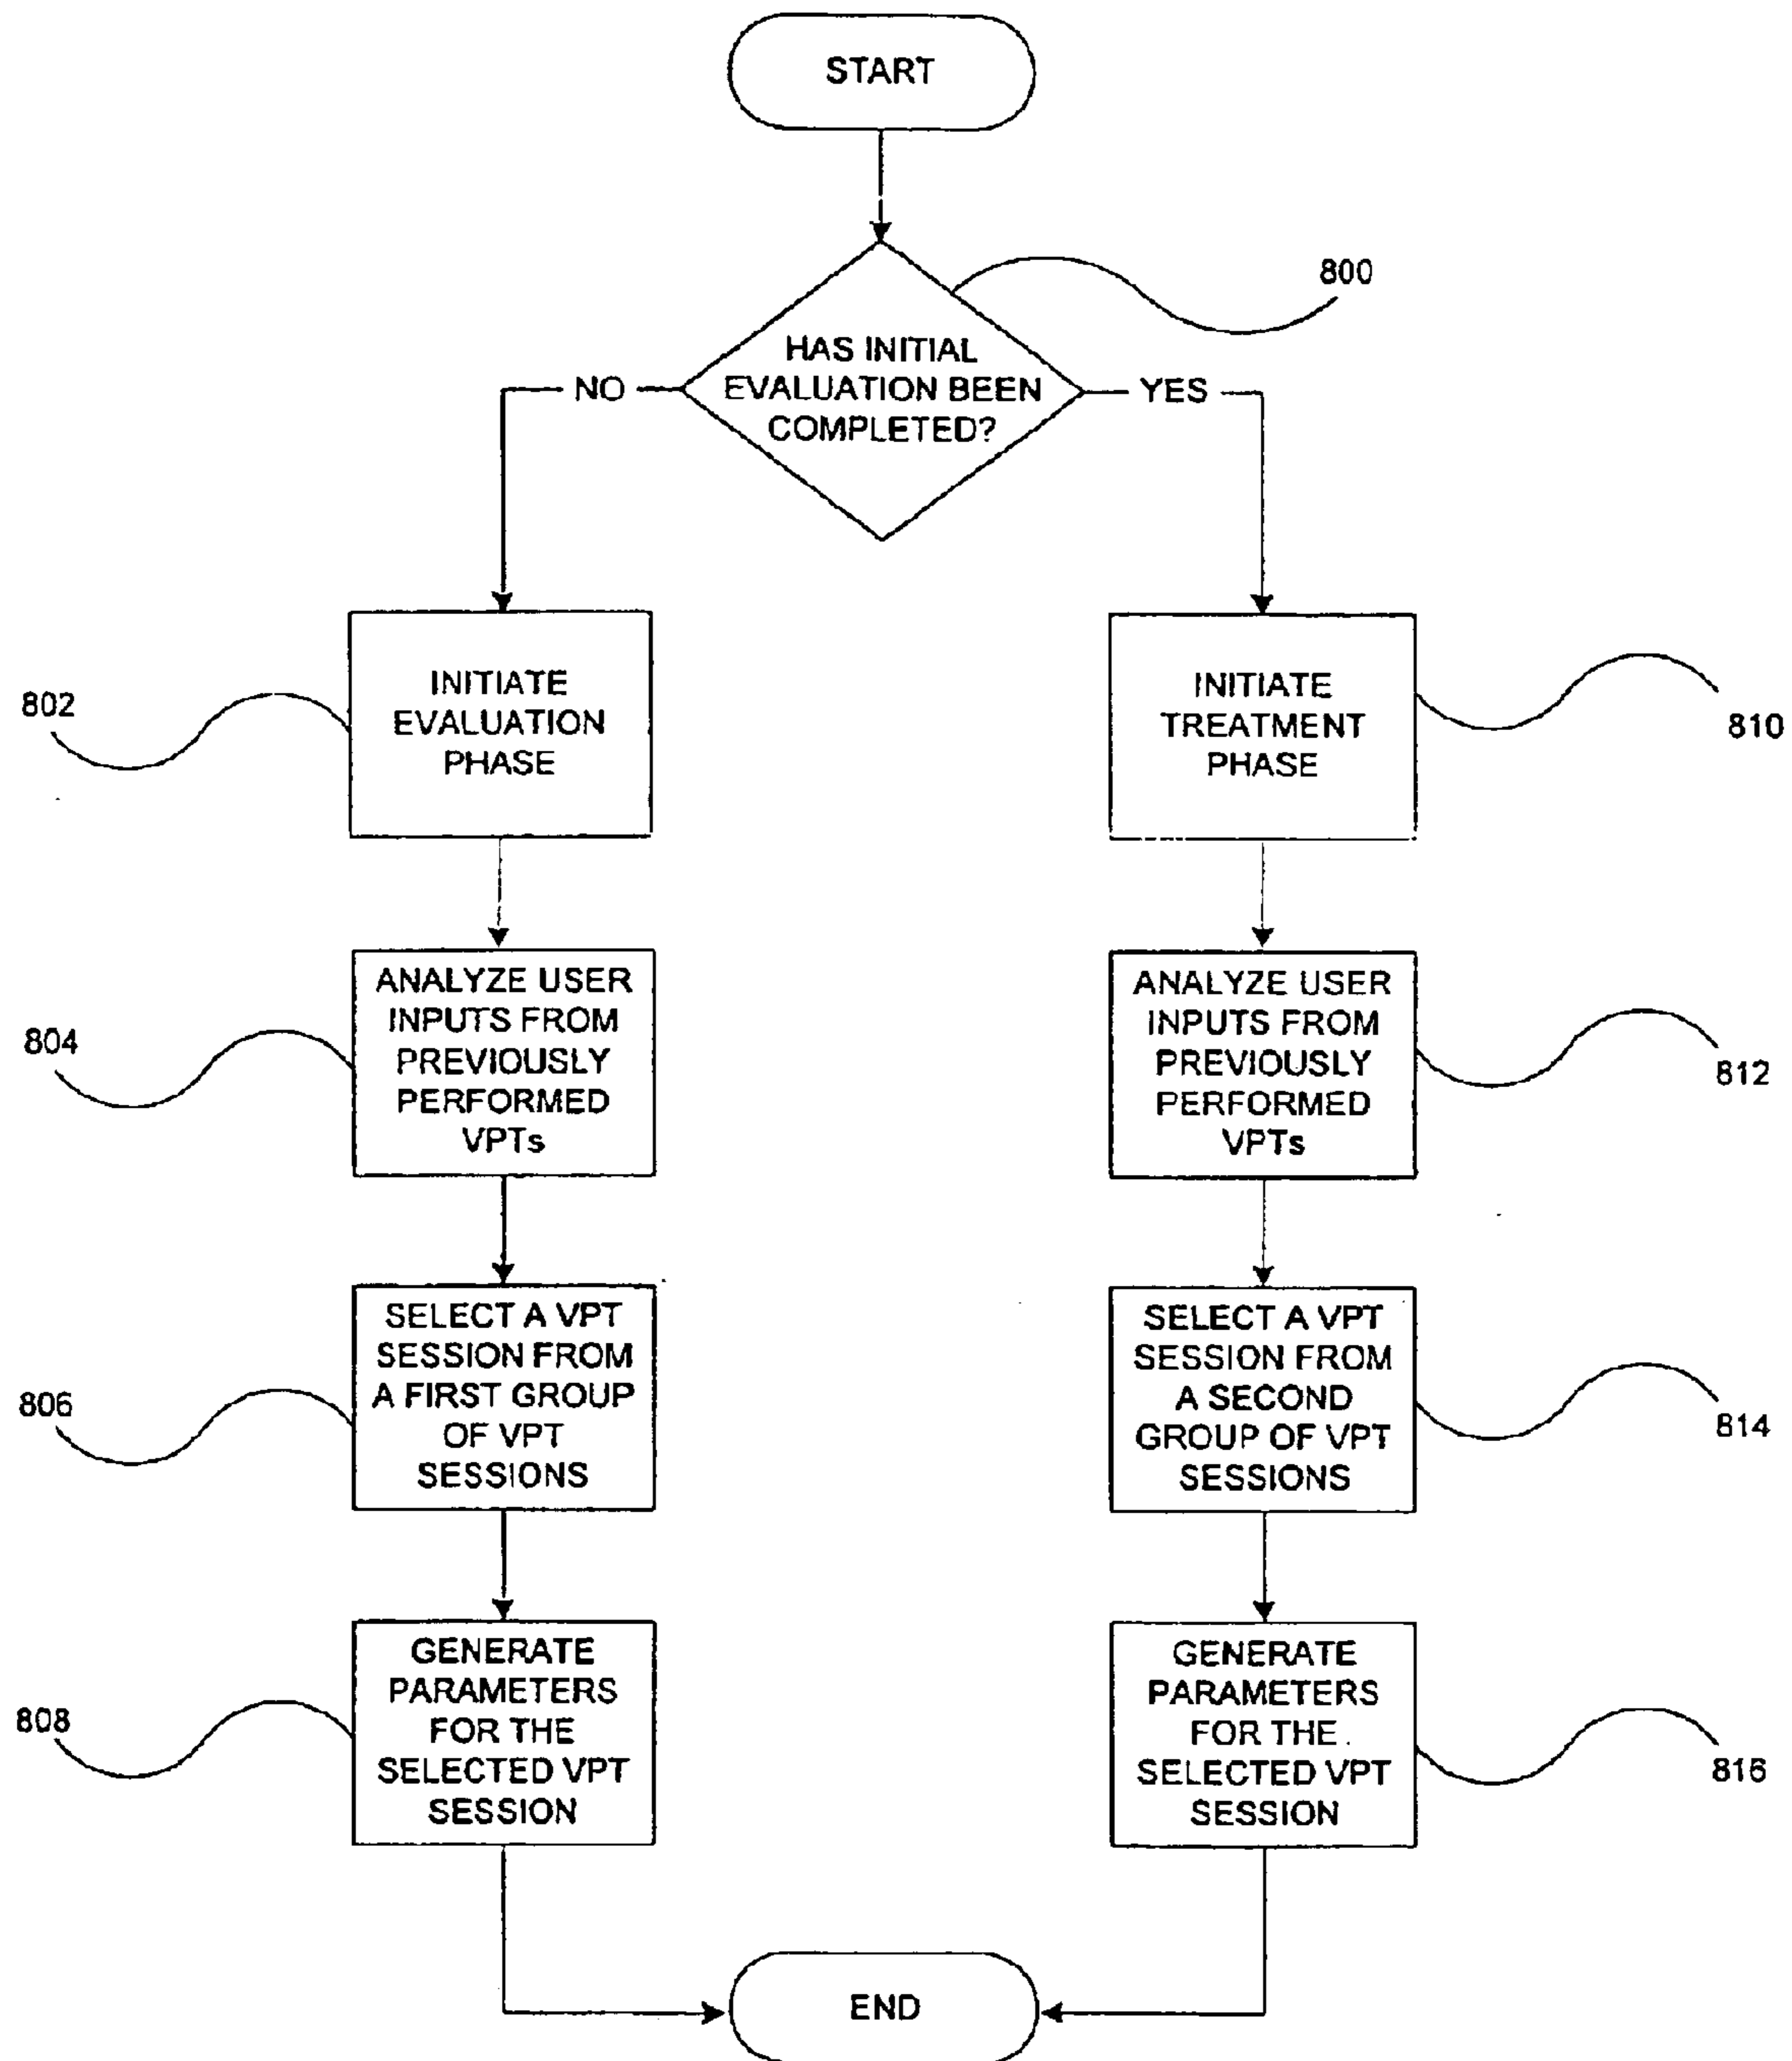 START
800
HAS INITIAL
EVALUATION BEEN
COMPLETED?
NO
YES
802
INITIATE
EVALUATION
PHASE
INITIATE
TREATMENT
PHASE
810
804
ANALYZE USER
INPUTS FROM
PREVIOUSLY
PERFORMED
VPTs
ANALYZE USER
INPUTS FROM
PREVIOUSLY
PERFORMED
VPTs
812
806
SELECT A VPT
SESSION FROM
A FIRST GROUP
OF VPT
SESSIONS
SELECT A VPT
SESSION FROM
A SECOND
GROUP OF VPT
SESSIONS
814
808
GENERATE
PARAMETERS
FOR THE
SELECTED VPT
SESSION
GENERATE
PARAMETERS
FOR THE
SELECTED VPT
SESSION
816
END